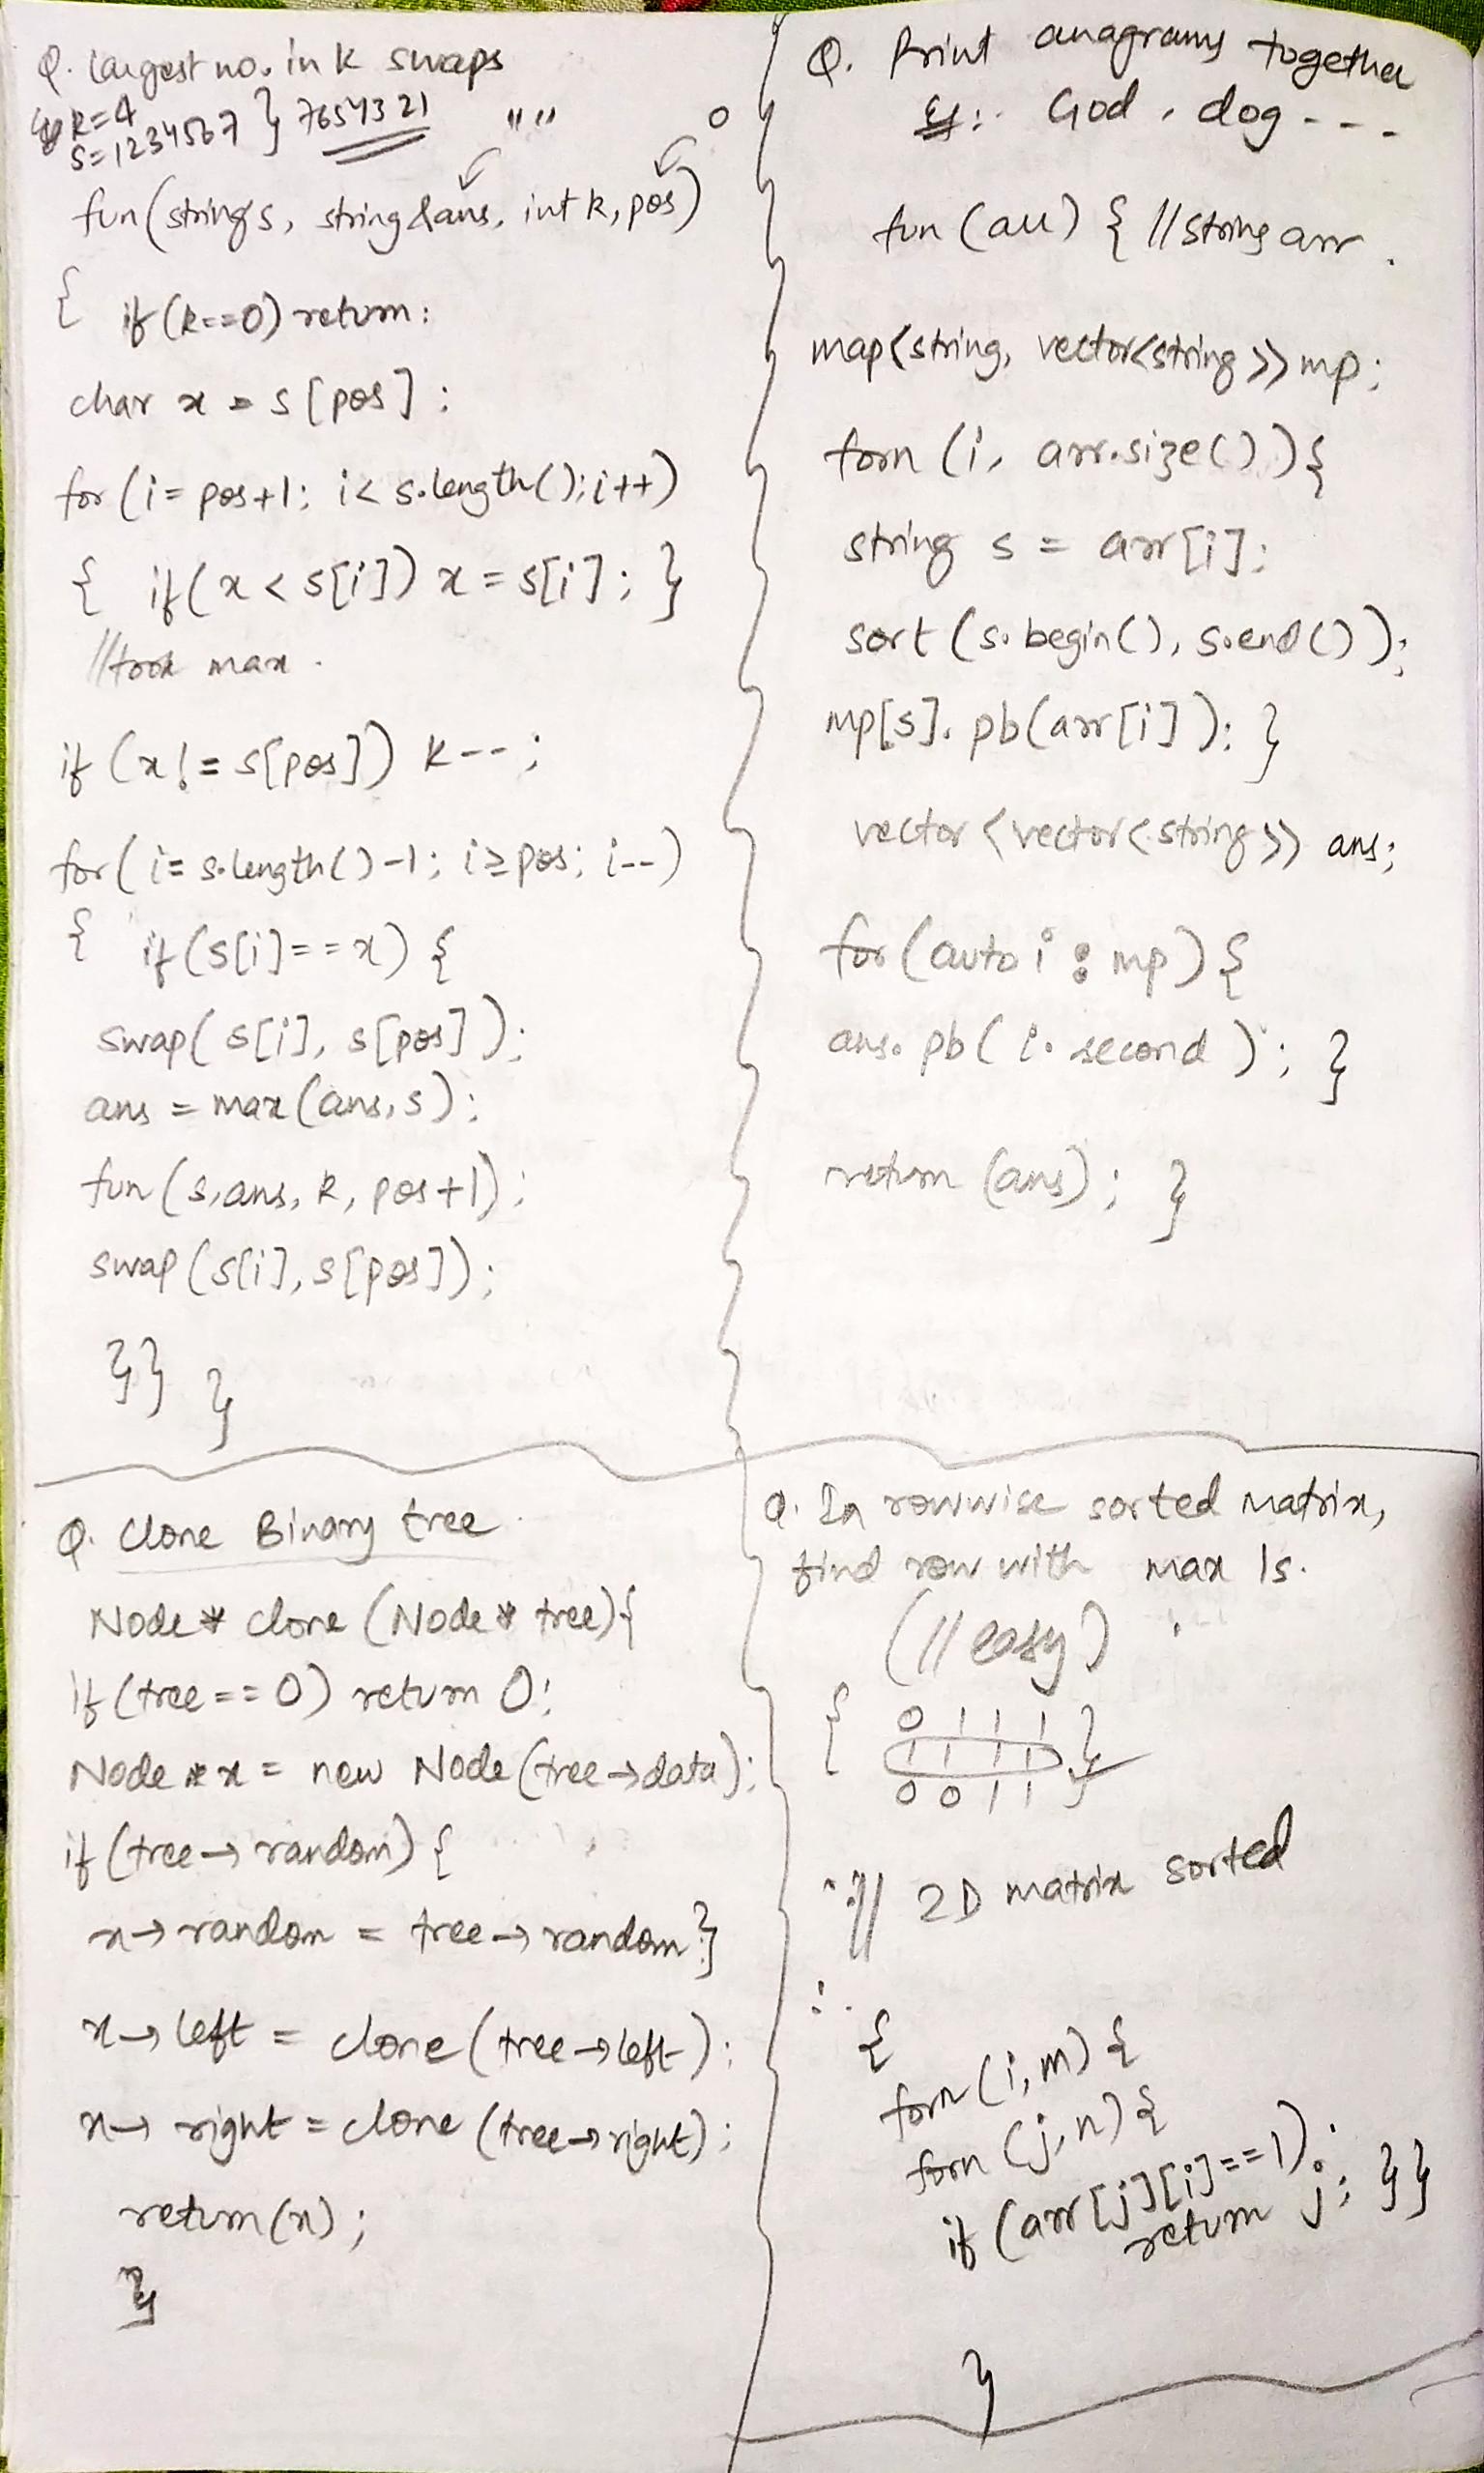 Q. Largest no. in k swaps
eg k=4
S=1234567 } 7654321
"" 0
fun(string s, string &ans, int k, pos)
{ if (k==0) return;
char x = s[pos];
for (i = pos+1; i< s.length(); i++)
{ if(x < s[i]) x = s[i]; }
//took max.
if (x != s[pos]) k--;
for( i= s.length()-1; i≥pos; i--)
{ if(s[i]==x) {
swap( s[i], s[pos] );
ans = max(ans,s);
fun(s,ans, k, pos+1);
swap(s[i],s[pos]);
}} }
Q. Print anagrams together
eg:. God, dog - - -
fun (arr) { // string arr.
map<string, vector<string>> mp;
forn (i, arr.size()){
string s = arr[i];
sort (s.begin(), s.end());
mp[s]. pb(arr[i]); }
vector <vector<string>> ans;
for (auto i : mp) {
ans. pb( i. second ); }
return (ans); }
Q. Clone Binary tree
Node* clone (Node* tree){
if (tree == 0) return 0;
Node *x = new Node(tree→data);
if (tree→random) {
x→random = tree→random;}
x→left = clone (tree→left);
x→right = clone (tree→right);
return(x);
}
Q. In rowwise sorted matrix,
find row with max 1s.
(// easy)
{ 0 1 1 1
1 1 1 1 }
0 0 1 1
∵ // 2D matrix sorted
∴
{
forn(i,m) {
forn (j,n) {
if (arr[j][i]==1);
return j; }}
}